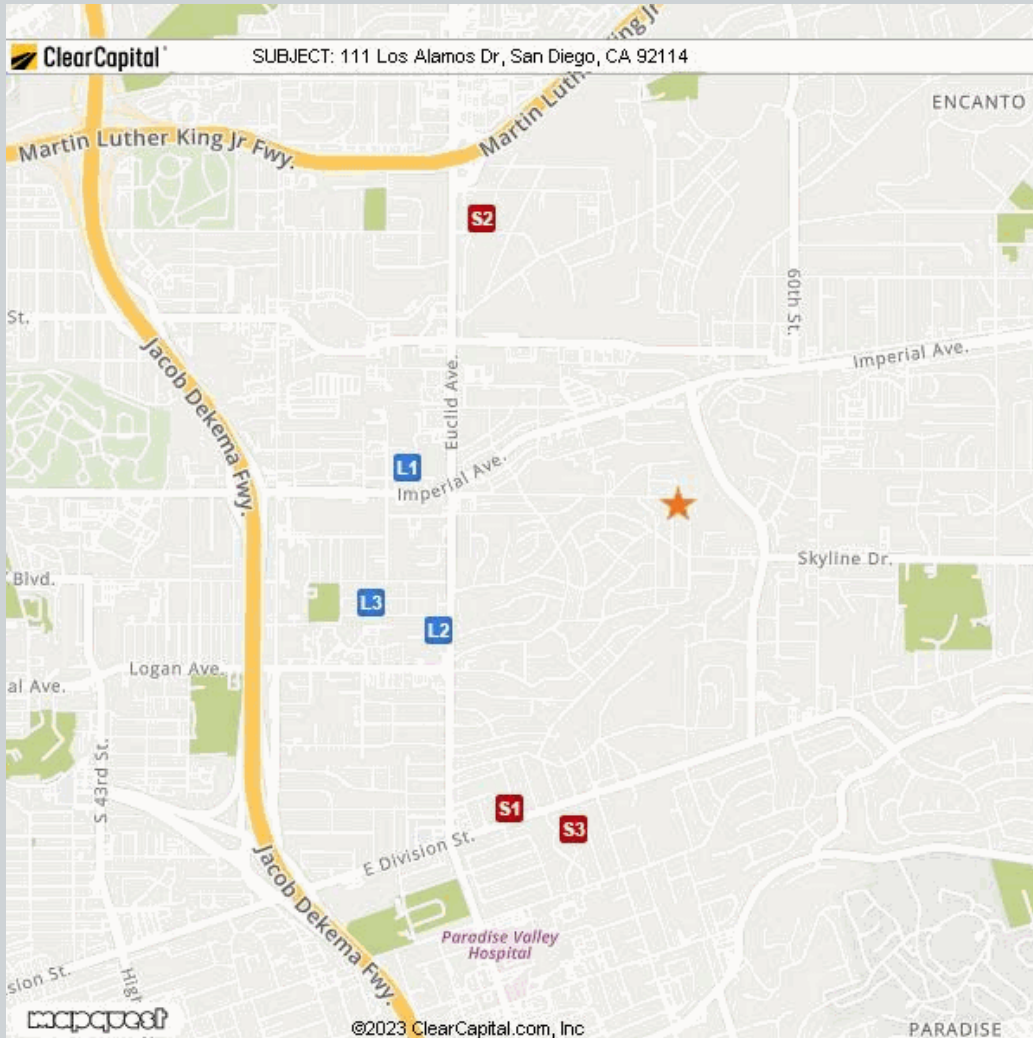 ClearCapital
SUBJECT: 111 Los Alamos Dr, San Diego, CA 92114
ENCANTO
Martin Luther King Jr Fwy.
Martin Luther King Jr
S2
60th St.
St.
Imperial Ave.
Jacob Dekema Fwy.
Euclid Ave.
L1
Imperial Ave.
Skyline Dr.
Blvd.
L3
L2
Logan Ave.
al Ave.
S 43rd St.
S1
S3
E Division St.
Jacob Dekema Fwy.
Paradise Valley
Hospital
sion St.
High
mapquest
©2023 ClearCapital.com, Inc
PARADISE